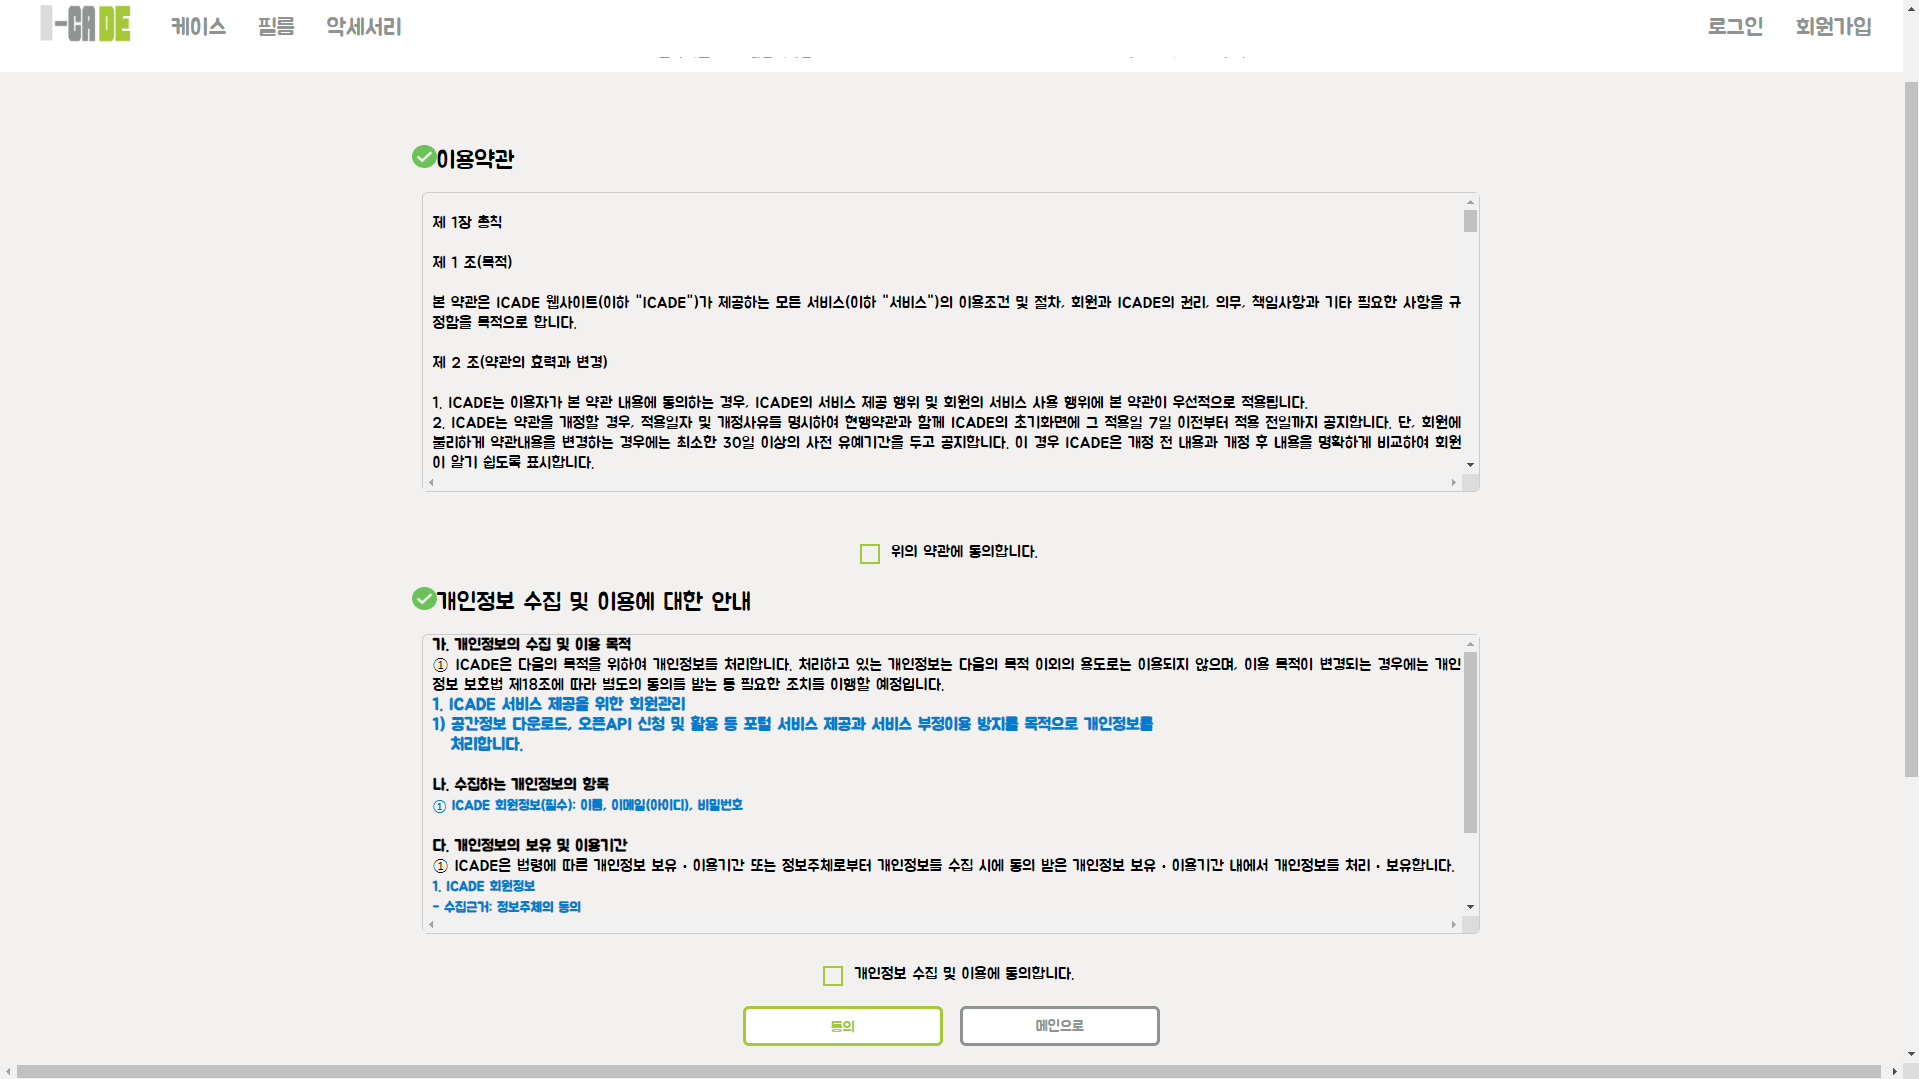 I-CADE 케이스 필름 악세서리 로그인 회원가입
이용약관
제 1장 총칙
제 1 조(목적)
본 약관은 ICADE 웹사이트(이하 "ICADE")가 제공하는 모든 서비스(이하 "서비스")의 이용조건 및 절차, 회원과 ICADE의 권리, 의무, 책임사항과 기타 필요한 사항을 규
정함을 목적으로 합니다.
제 2 조(약관의 효력과 변경)
1. ICADE는 이용자가 본 약관 내용에 동의하는 경우, ICADE의 서비스 제공 행위 및 회원의 서비스 사용 행위에 본 약관이 우선적으로 적용됩니다.
2. ICADE는 약관을 개정할 경우, 적용일자 및 개정사유를 명시하여 현행약관과 함께 ICADE의 초기화면에 그 적용일 7일 이전부터 적용 전일까지 공지합니다. 단, 회원에
불리하게 약관내용을 변경하는 경우에는 최소한 30일 이상의 사전 유예기간을 두고 공지합니다. 이 경우 ICADE은 개정 전 내용과 개정 후 내용을 명확하게 비교하여 회원
이 알기 쉽도록 표시합니다.
위의 약관에 동의합니다.
개인정보 수집 및 이용에 대한 안내
가. 개인정보의 수집 및 이용 목적
① ICADE은 다음의 목적을 위하여 개인정보를 처리합니다. 처리하고 있는 개인정보는 다음의 목적 이외의 용도로는 이용되지 않으며, 이용 목적이 변경되는 경우에는 개인
정보 보호법 제18조에 따라 별도의 동의를 받는 등 필요한 조치를 이행할 예정입니다.
1. ICADE 서비스 제공을 위한 회원관리
1) 공간정보 다운로드, 오픈API 신청 및 활용 등 포털 서비스 제공과 서비스 부정이용 방지를 목적으로 개인정보를
처리합니다.
나. 수집하는 개인정보의 항목
① ICADE 회원정보(필수): 이름, 이메일(아이디), 비밀번호
다. 개인정보의 보유 및 이용기간
① ICADE은 법령에 따른 개인정보 보유·이용기간 또는 정보주체로부터 개인정보를 수집 시에 동의 받은 개인정보 보유·이용기간 내에서 개인정보를 처리·보유합니다.
1. ICADE 회원정보
- 수집근거: 정보주체의 동의
개인정보 수집 및 이용에 동의합니다.
동의 메인으로